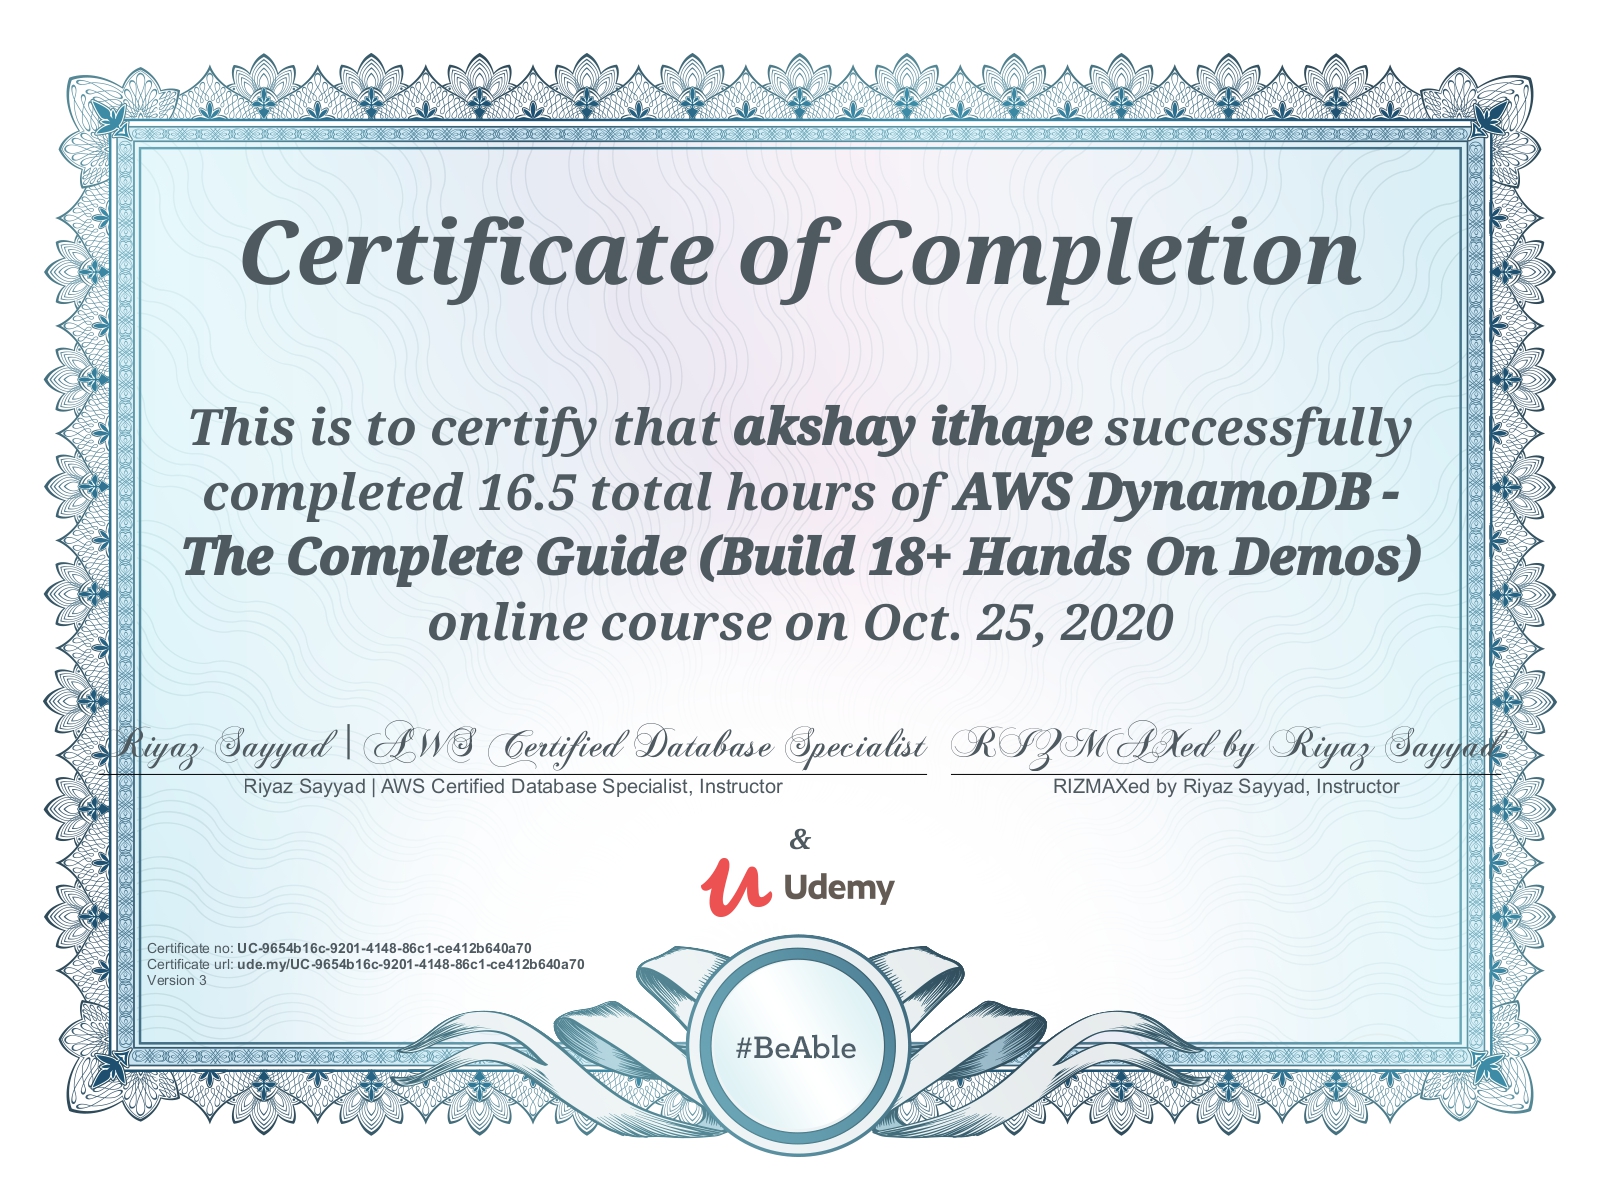 Certificate of Completion
This is to certify that akshay ithape successfully
completed 16.5 total hours of AWS DynamoDB -
The Complete Guide (Build 18+ Hands On Demos)
online course on Oct. 25, 2020
Riyaz Sayyad | AWS Certified Database Specialist
Riyaz Sayyad | AWS Certified Database Specialist, Instructor
RIZMAXed by Riyaz Sayyad
RIZMAXed by Riyaz Sayyad, Instructor
&
Udemy
Certificate no: UC-9654b16c-9201-4148-86c1-ce412b640a70
Certificate url: ude.my/UC-9654b16c-9201-4148-86c1-ce412b640a70
Version 3
#BeAble